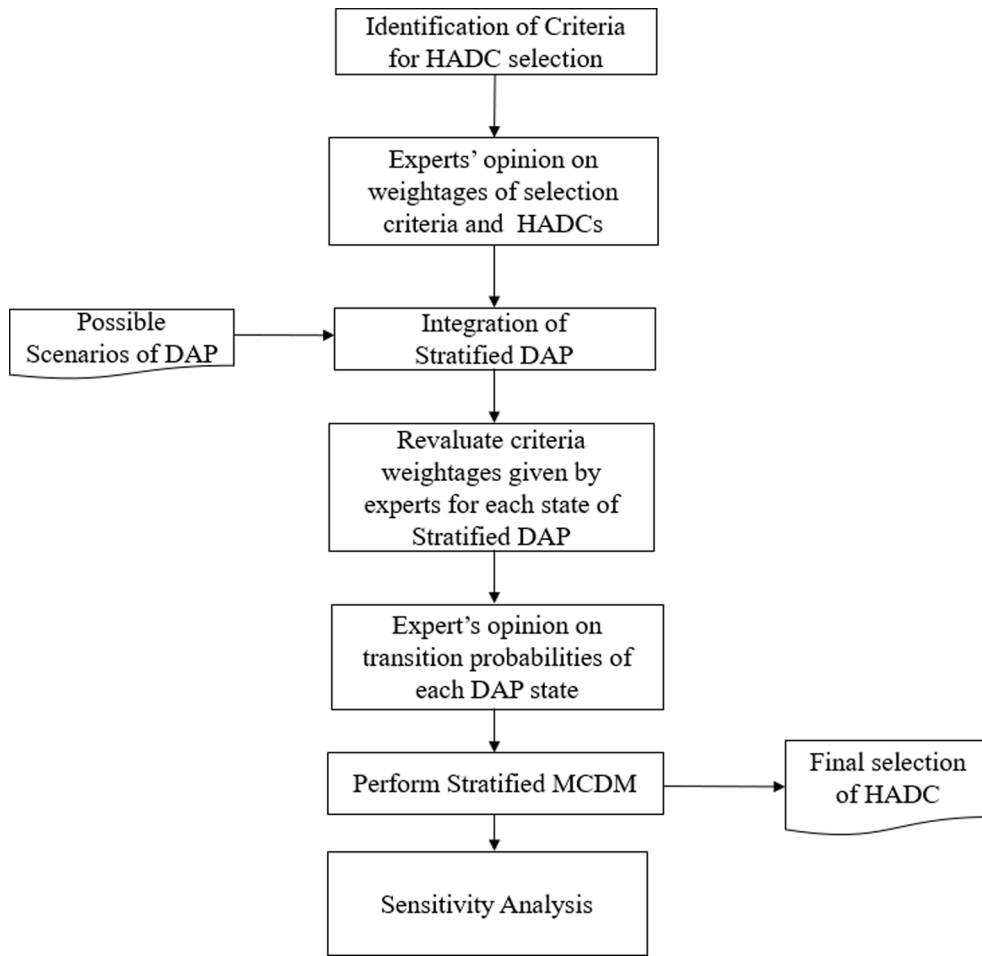 Identification of Criteria
for HADC selection
Experts’ opinion on
weightages of selection
criteria and HADCs
Possible
Scenarios of DAP
Integration of
Stratified DAP
Revaluate criteria
weightages given by
experts for each state of
Stratified DAP
Expert’s opinion on
transition probabilities of
each DAP state
Perform Stratified MCDM
Final selection
of HADC
Sensitivity Analysis